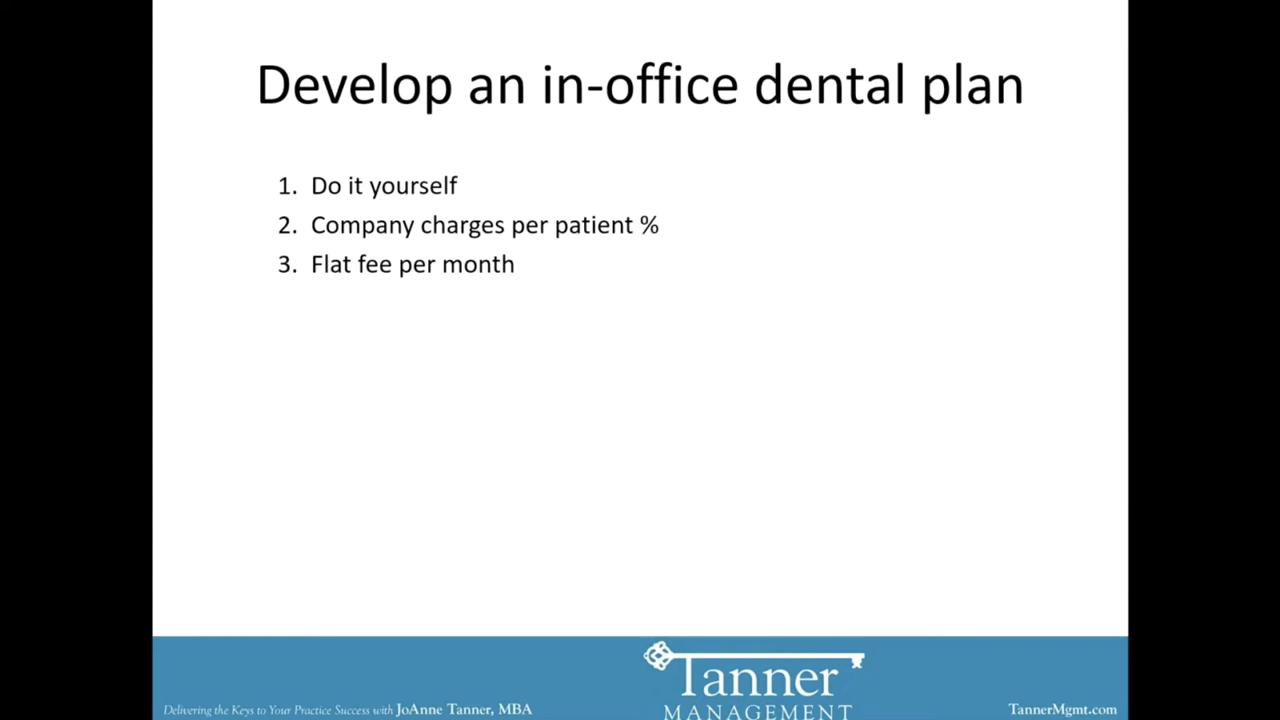 Develop an in-office dental plan
1. Do it yourself
2. Company charges per patient %
3. Flat fee per month
Tanner
MANAGEMENT
Delivering the Keys to Your Practice Success with JoAnne Tanner, MBA
TannerMgmt.com